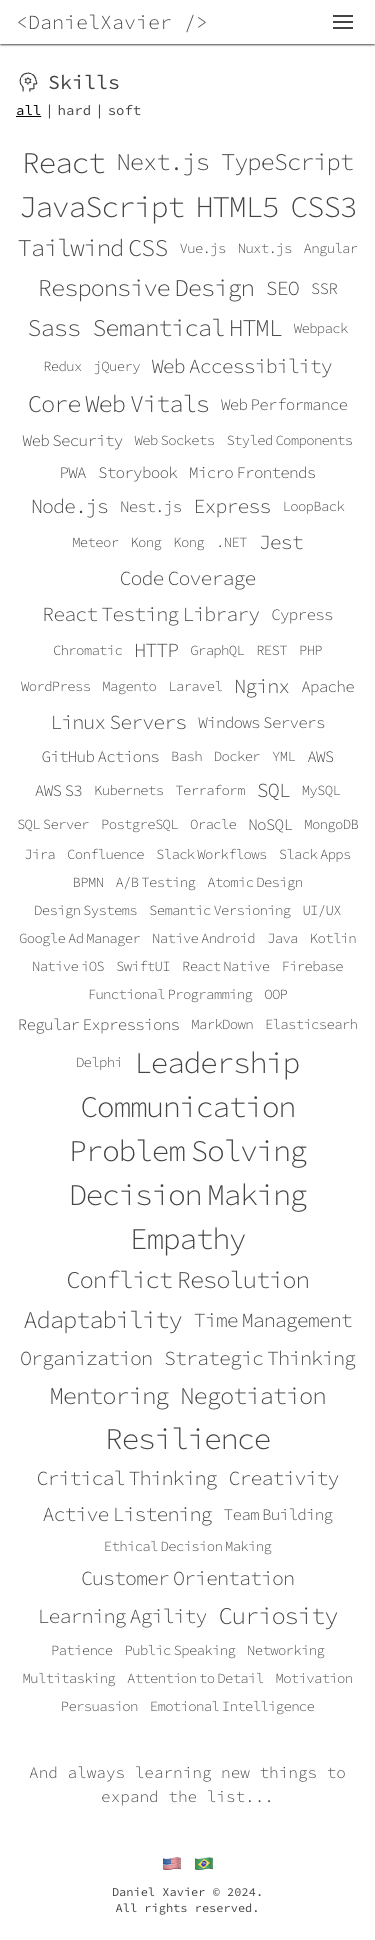 <DanielXavier />
Skills
all | hard | soft
React Next.js TypeScript
JavaScript HTML5 CSS3
Tailwind CSS Vue.js Nuxt.js Angular
Responsive Design SEO SSR
Sass Semantical HTML Webpack
Redux jQuery Web Accessibility
Core Web Vitals Web Performance
Web Security Web Sockets Styled Components
PWA Storybook Micro Frontends
Node.js Nest.js Express LoopBack
Meteor Kong Kong .NET Jest
Code Coverage
React Testing Library Cypress
Chromatic HTTP GraphQL REST PHP
WordPress Magento Laravel Nginx Apache
Linux Servers Windows Servers
GitHub Actions Bash Docker YML AWS
AWS S3 Kubernetes Terraform SQL MySQL
SQL Server PostgreSQL Oracle NoSQL MongoDB
Jira Confluence Slack Workflows Slack Apps
BPMN A/B Testing Atomic Design
Design Systems Semantic Versioning UI/UX
Google Ad Manager Native Android Java Kotlin
Native iOS SwiftUI React Native Firebase
Functional Programming OOP
Regular Expressions MarkDown Elasticsearh
Delphi Leadership
Communication
Problem Solving
Decision Making
Empathy
Conflict Resolution
Adaptability Time Management
Organization Strategic Thinking
Mentoring Negotiation
Resilience
Critical Thinking Creativity
Active Listening Team Building
Ethical Decision Making
Customer Orientation
Learning Agility Curiosity
Patience Public Speaking Networking
Multitasking Attention to Detail Motivation
Persuasion Emotional Intelligence
And always learning new things to
expand the list...
Daniel Xavier © 2024.
All rights reserved.